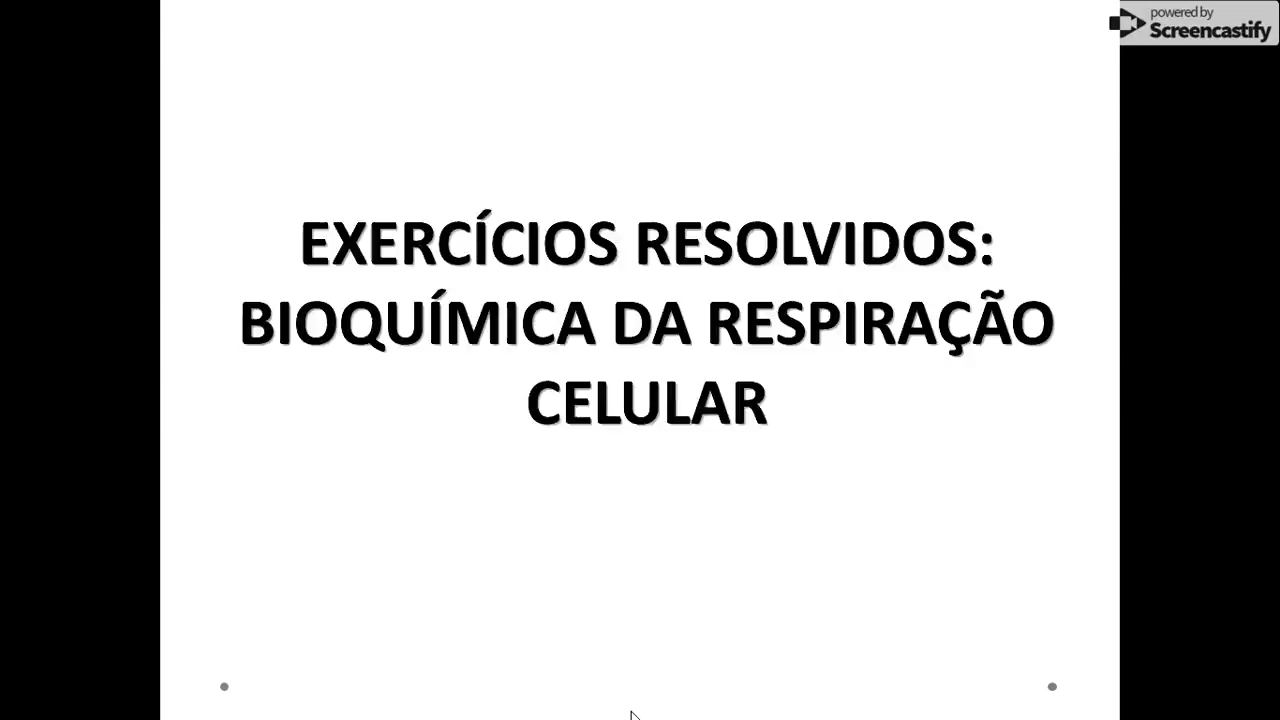 powered by
Screencastify
EXERCÍCIOS RESOLVIDOS:
BIOQUÍMICA DA RESPIRAÇÃO
CELULAR